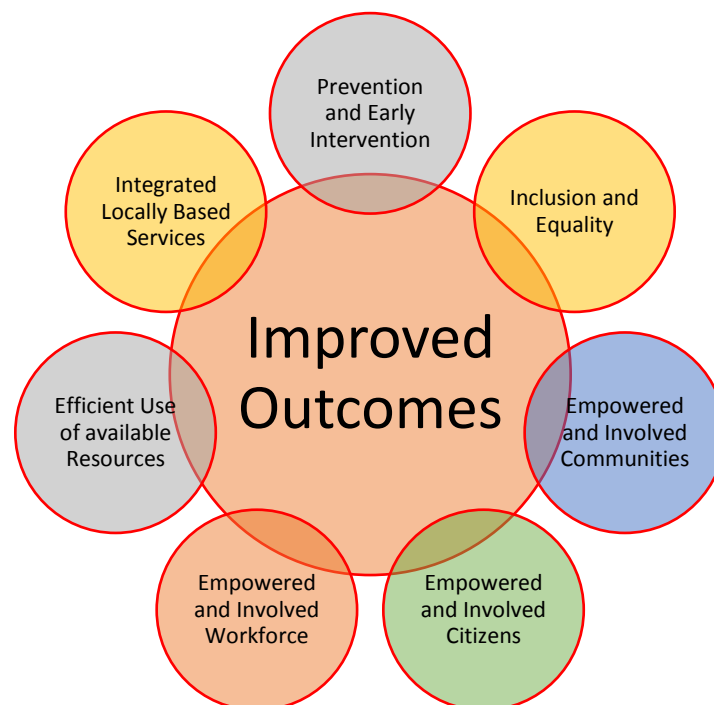 Prevention
and Early
Intervention
Inclusion and
Equality
Empowered
and Involved
Communities
Empowered
and Involved
Citizens
Empowered
and Involved
Workforce
Efficient Use
of available
Resources
Integrated
Locally Based
Services
Improved
Outcomes